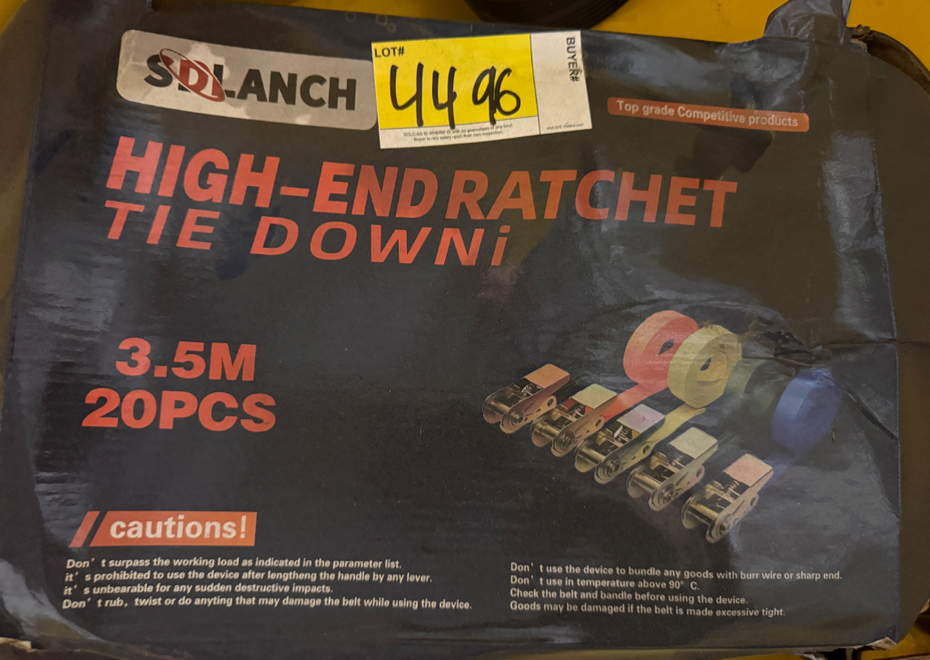 SDLANCH
LOT#
4496
BUYER#
Top grade Competitive products
HIGH-END RATCHET
TIE DOWNi
3.5M
20PCS
cautions!
Don't surpass the working load as indicated in the parameter list.
it's prohibited to use the device after lengtheng the handle by any lever.
it's unbearable for any sudden destructive impacts.
Don't rub, twist or do anyting that may damage the belt while using the device.
Don't use the device to bundle any goods with burr wire or sharp end.
Don't use in temperature above 90° C.
Check the belt and bandle before using the device.
Goods may be damaged if the belt is made excessive tight.